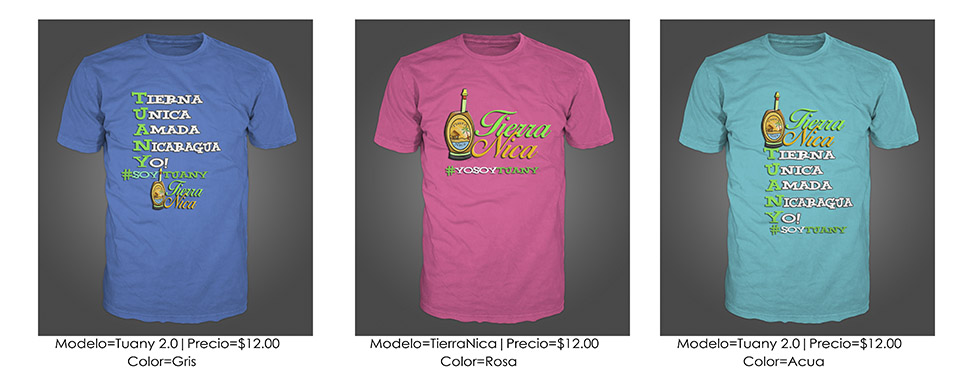 TIERNA
UNICA
AMADA
NICARAGUA
YO!
#SOYTUANY
Tierra
Nica
Modelo=Tuany 2.0|Precio=$12.00
Color=Gris
Tierra
Nica
#YOSOYTUANY
Modelo=TierraNica|Precio=$12.00
Color=Rosa
Tierra
Nica
TIERNA
UNICA
AMADA
NICARAGUA
YO!
#SOYTUANY
Modelo=Tuany 2.0|Precio=$12.00
Color=Acua